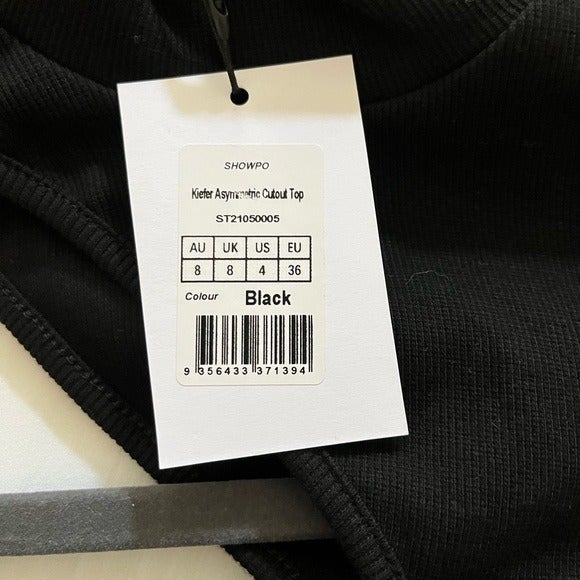 SHOWPO
Kiefer Asymmetric Cutout Top
ST21050005
AU UK US EU
8 8 4 36
Colour Black
9 356433 371394